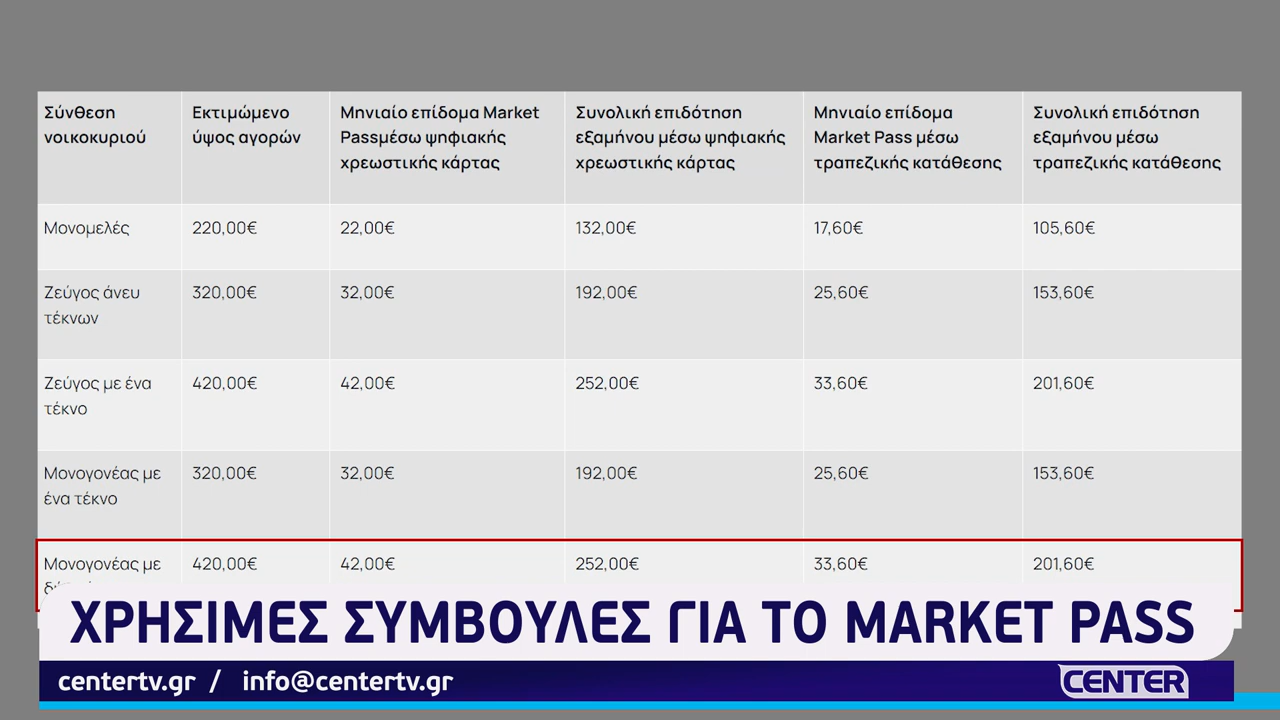 Σύνθεση
νοικοκυριού
Εκτιμώμενο
ύψος αγορών
Μηνιαίο επίδομα Market
Passμέσω ψηφιακής
χρεωστικής κάρτας
Συνολική επιδότηση
εξαμήνου μέσω ψηφιακής
χρεωστικής κάρτας
Μηνιαίο επίδομα
Market Pass μέσω
τραπεζικής κατάθεσης
Συνολική επιδότηση
εξαμήνου μέσω
τραπεζικής κατάθεσης
Μονομελές 220,00€ 22,00€ 132,00€ 17,60€ 105,60€
Ζεύγος άνευ 320,00€ 32,00€ 192,00€ 25,60€ 153,60€
τέκνων
Ζεύγος με ένα 420,00€ 42,00€ 252,00€ 33,60€ 201,60€
τέκνο
Μονογονέας με 320,00€ 32,00€ 192,00€ 25,60€ 153,60€
ένα τέκνο
Μονογονέας με 420,00€ 42,00€ 252,00€ 33,60€ 201,60€
ΧΡΗΣΙΜΕΣ ΣΥΜΒΟΥΛΕΣ ΓΙΑ ΤΟ MARKET PASS
centertv.gr / info@centertv.gr CENTER